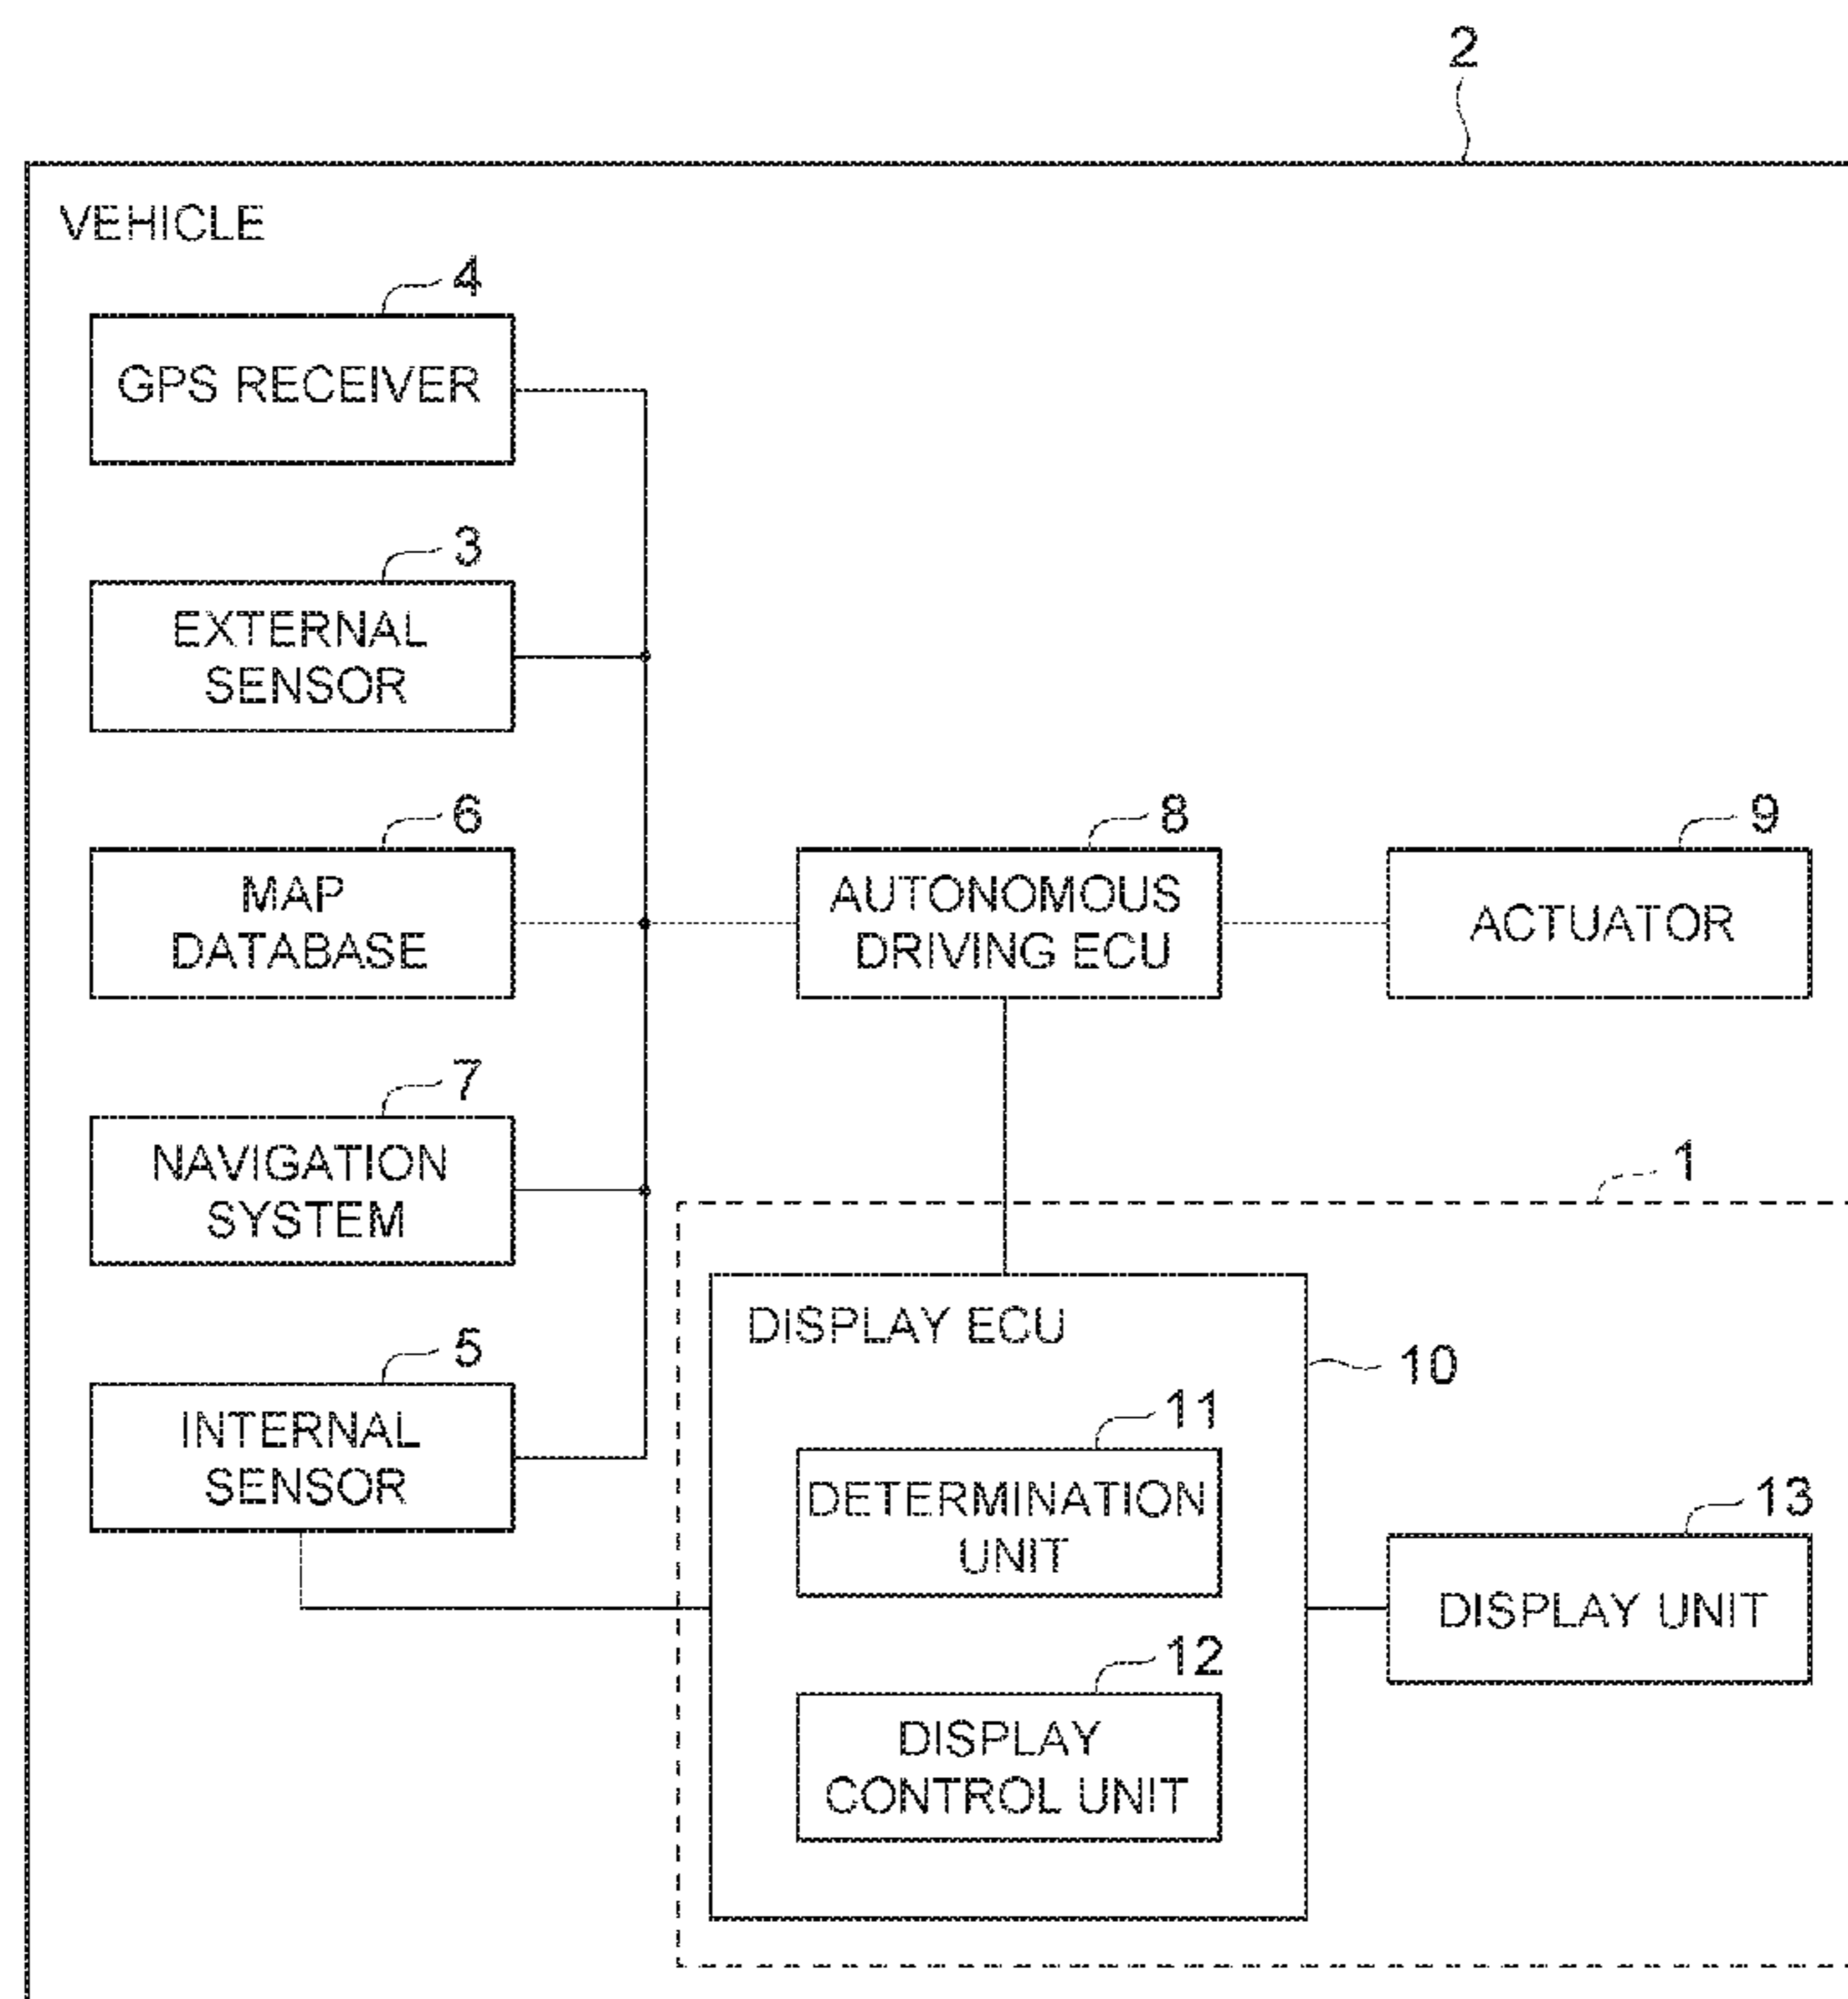 2
VEHICLE
4
GPS RECEIVER
3
EXTERNAL
SENSOR
6
MAP
DATABASE
8
AUTONOMOUS
DRIVING ECU
9
ACTUATOR
7
NAVIGATION
SYSTEM
1
5
INTERNAL
SENSOR
DISPLAY ECU
10
11
DETERMINATION
UNIT
13
DISPLAY UNIT
12
DISPLAY
CONTROL UNIT